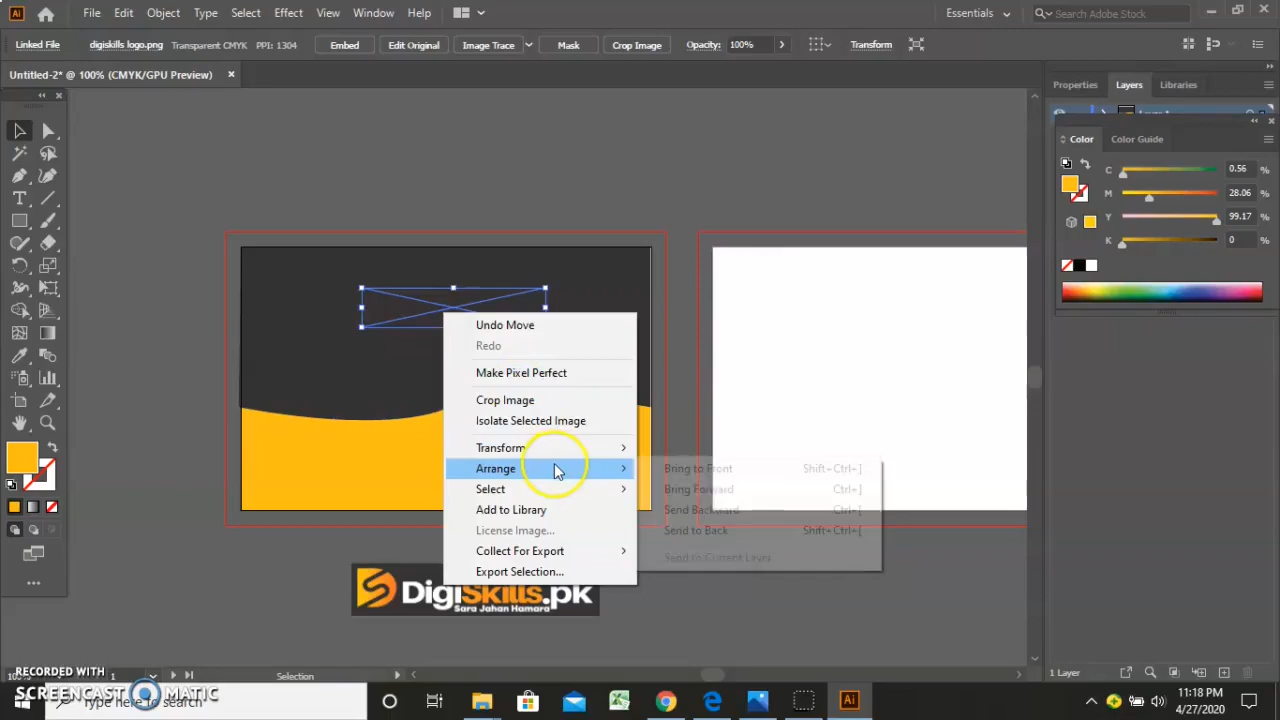 Ai File Edit Object Type Select Effect View Window Help Essentials Search Adobe Stock
Linked File digiskills logo.png Transparent CMYK PPI: 1304 Embed Edit Original Image Trace Mask Crop Image Opacity: 100% Transform
Untitled-2* @ 100% (CMYK/GPU Preview)
Properties Layers Libraries
Color Color Guide
C 0.56 %
M 28.06 %
Y 99.17 %
K 0 %
Undo Move
Redo
Make Pixel Perfect
Crop Image
Isolate Selected Image
Transform
Arrange
Select
Add to Library
License Image...
Collect For Export
Export Selection...
Bring to Front Shift+Ctrl+]
Bring Forward Ctrl+]
Send Backward Ctrl+[
Send to Back Shift+Ctrl+[
Send to Current Layer
DigiSkills.pk
Sara Jahan Hamara
1 Selection
1 Layer
RECORDED WITH
SCREENCAST MATIC
Type here to search
Ai
11:18 PM
4/27/2020